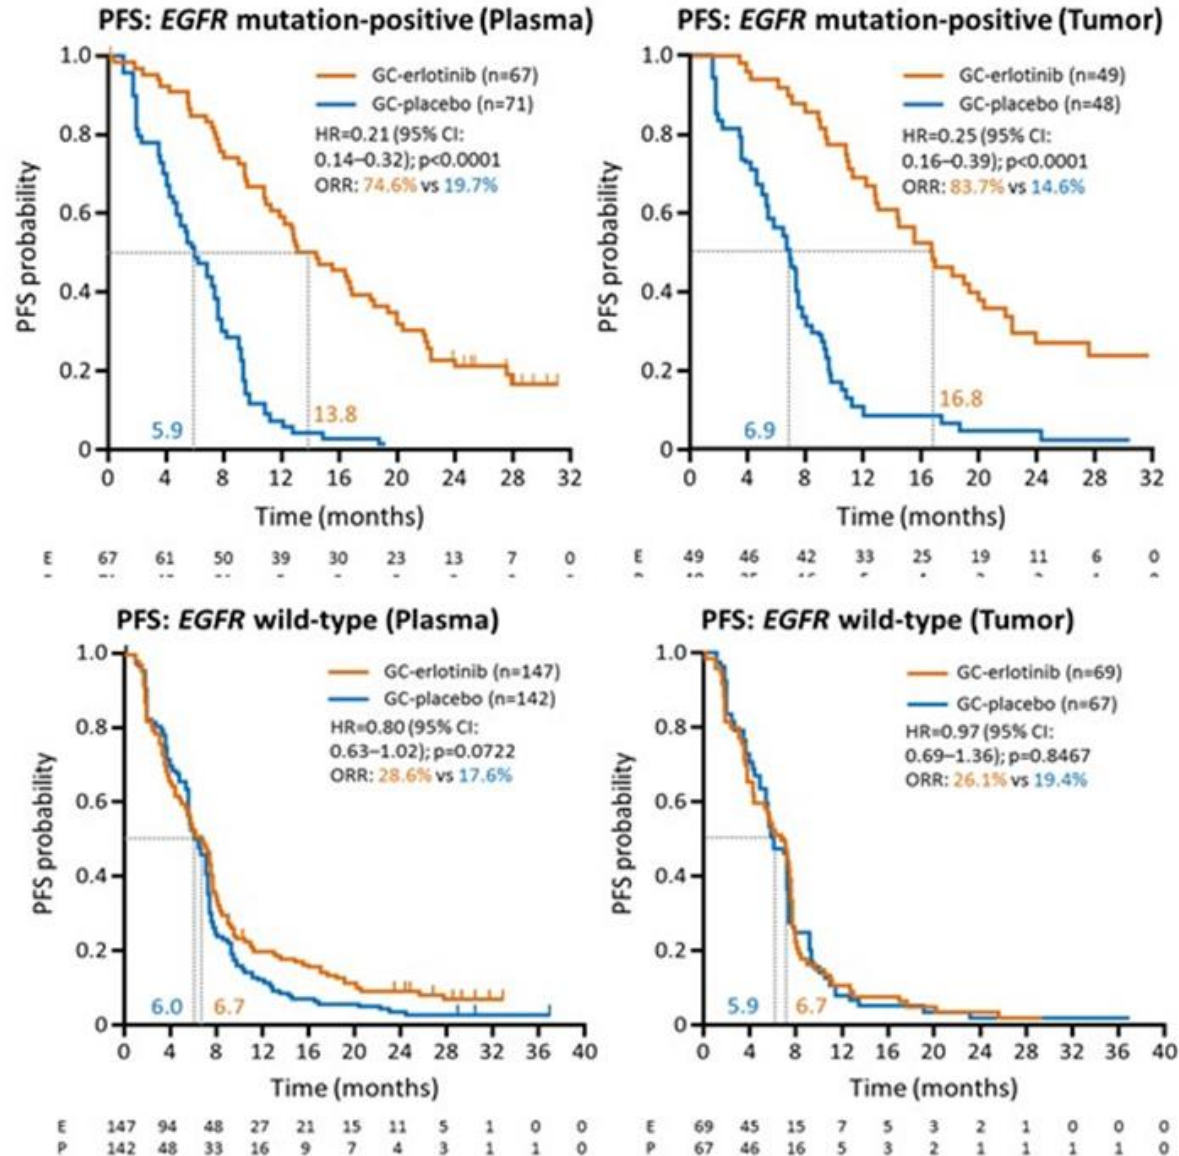 PFS: EGFR mutation-positive (Plasma)
1.0
0.8
0.6
0.4
0.2
0
PFS probability
GC-erlotinib (n=67)
GC-placebo (n=71)
HR=0.21 (95% CI:
0.14–0.32); p<0.0001
ORR: 74.6% vs 19.7%
5.9
13.8
0 4 8 12 16 20 24 28 32
Time (months)
E 67 61 50 39 30 23 13 7 0
PFS: EGFR mutation-positive (Tumor)
1.0
0.8
0.6
0.4
0.2
0
PFS probability
GC-erlotinib (n=49)
GC-placebo (n=48)
HR=0.25 (95% CI:
0.16–0.39); p<0.0001
ORR: 83.7% vs 14.6%
6.9
16.8
0 4 8 12 16 20 24 28 32
Time (months)
E 49 46 42 33 25 19 11 6 0
PFS: EGFR wild-type (Plasma)
1.0
0.8
0.6
0.4
0.2
0
PFS probability
GC-erlotinib (n=147)
GC-placebo (n=142)
HR=0.80 (95% CI:
0.63–1.02); p=0.0722
ORR: 28.6% vs 17.6%
6.0
6.7
0 4 8 12 16 20 24 28 32 36 40
Time (months)
E 147 94 48 27 21 15 11 5 1 0 0
P 142 48 33 16 9 7 4 3 1 1 0
PFS: EGFR wild-type (Tumor)
1.0
0.8
0.6
0.4
0.2
0
PFS probability
GC-erlotinib (n=69)
GC-placebo (n=67)
HR=0.97 (95% CI:
0.69–1.36); p=0.8467
ORR: 26.1% vs 19.4%
5.9
6.7
0 4 8 12 16 20 24 28 32 36 40
Time (months)
E 69 45 15 7 5 3 2 1 0 0 0
P 67 46 16 5 3 2 1 1 1 1 0